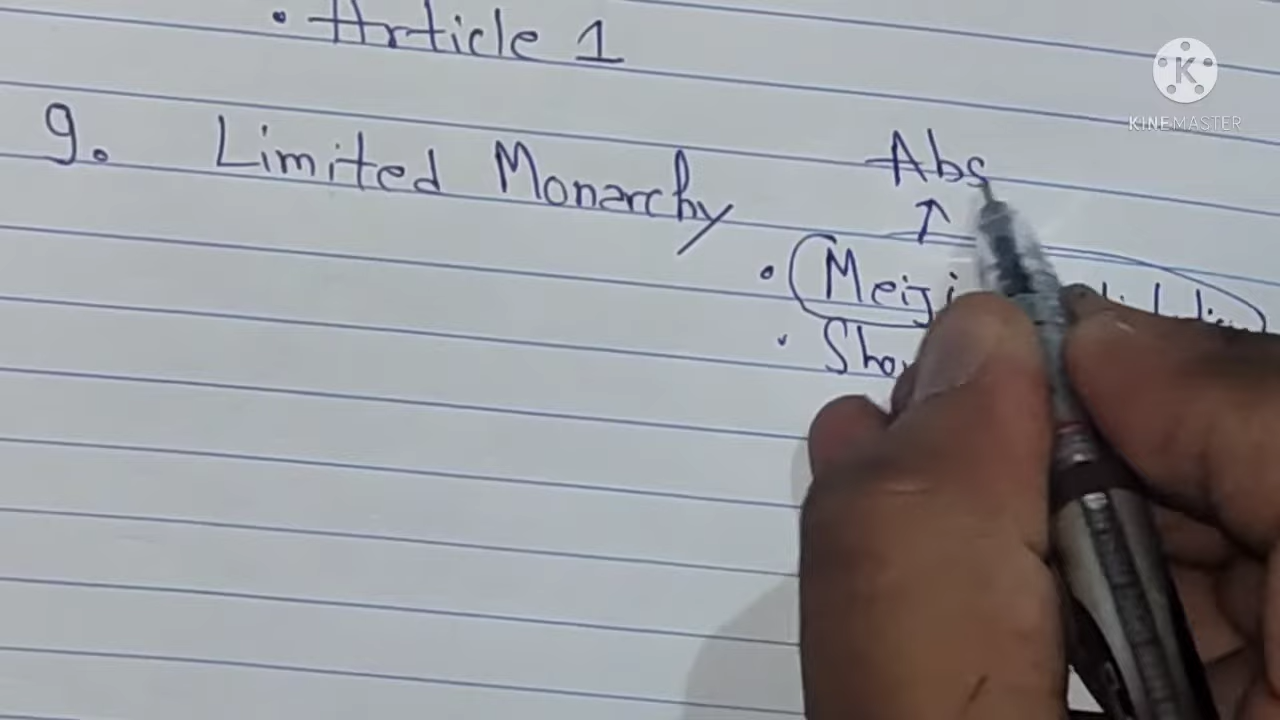 • Article 1
K
KINEMASTER
9. Limited Monarchy
Abs
• Meiji
• Sho